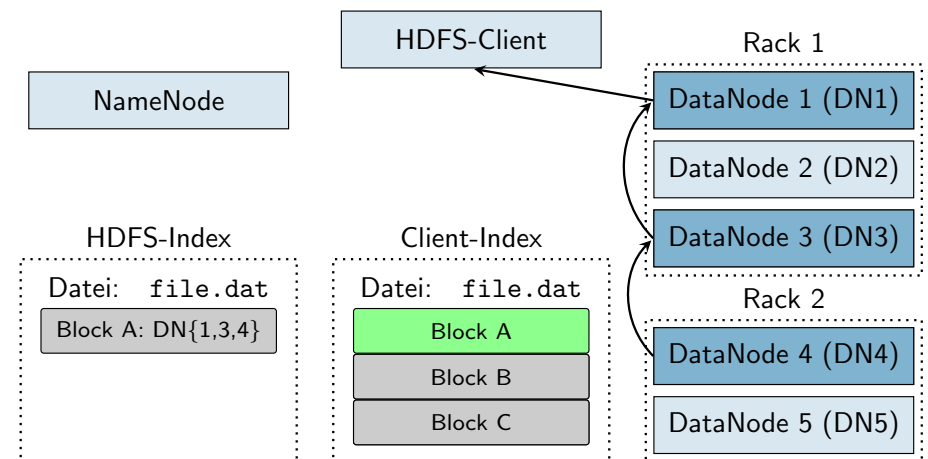 HDFS-Client
NameNode
Rack 1
DataNode 1 (DN1)
DataNode 2 (DN2)
DataNode 3 (DN3)
Rack 2
DataNode 4 (DN4)
DataNode 5 (DN5)
HDFS-Index
Datei: file.dat
Block A: DN{1,3,4}
Client-Index
Datei: file.dat
Block A
Block B
Block C